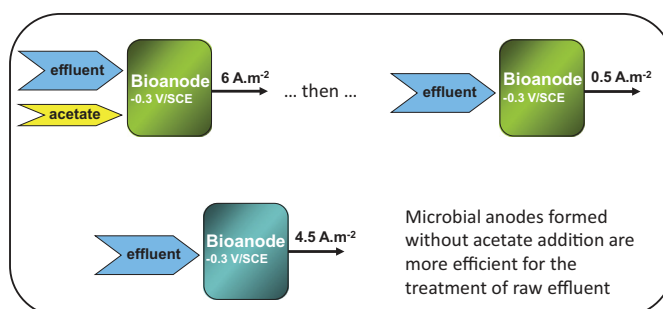 effluent
acetate
Bioanode
-0.3 V/SCE
6 A.m-2
... then ...
effluent
Bioanode
-0.3 V/SCE
0.5 A.m-2
effluent
Bioanode
-0.3 V/SCE
4.5 A.m-2
Microbial anodes formed
without acetate addition are
more efficient for the
treatment of raw effluent